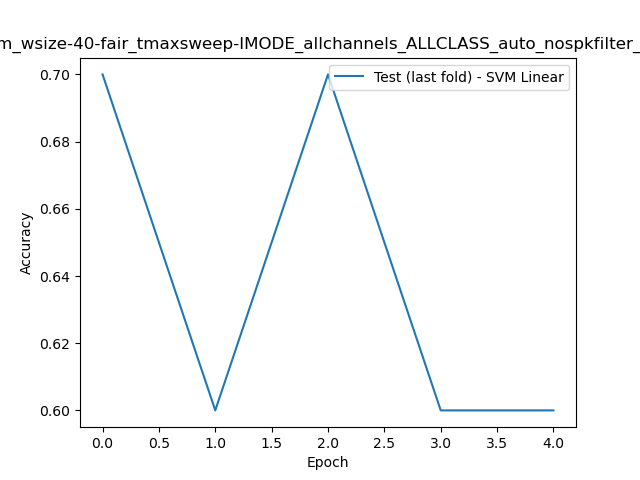 m_wsize-40-fair_tmaxsweep-IMODE_allchannels_ALLCLASS_auto_nospkfilter_
Test (last fold) - SVM Linear
Accuracy
0.70
0.68
0.66
0.64
0.62
0.60
0.0 0.5 1.0 1.5 2.0 2.5 3.0 3.5 4.0
Epoch